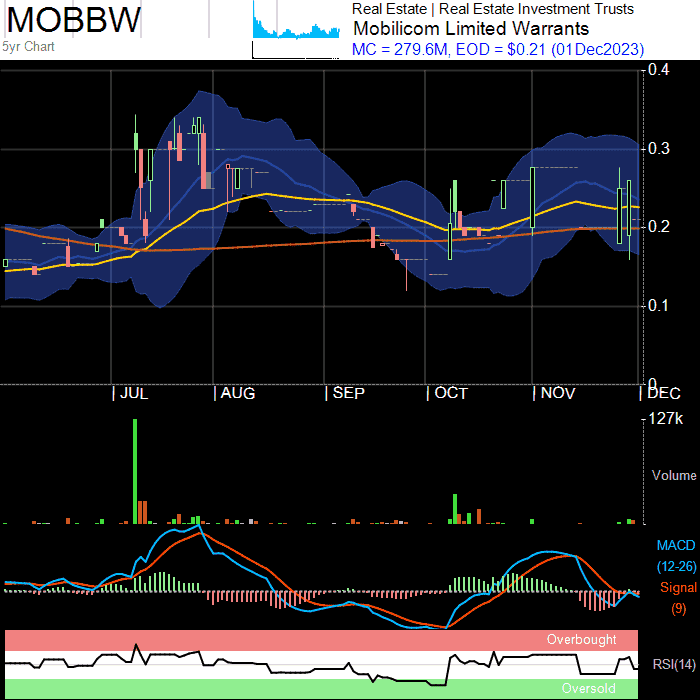 MOBBW
5yr Chart
Real Estate | Real Estate Investment Trusts
Mobilicom Limited Warrants
MC = 279.6M, EOD = $0.21 (01Dec2023)
0.4
0.3
0.2
0.1
0
JUL AUG SEP OCT NOV DEC
127k
Volume
MACD
(12-26)
Signal
(9)
Overbought
RSI(14)
Oversold